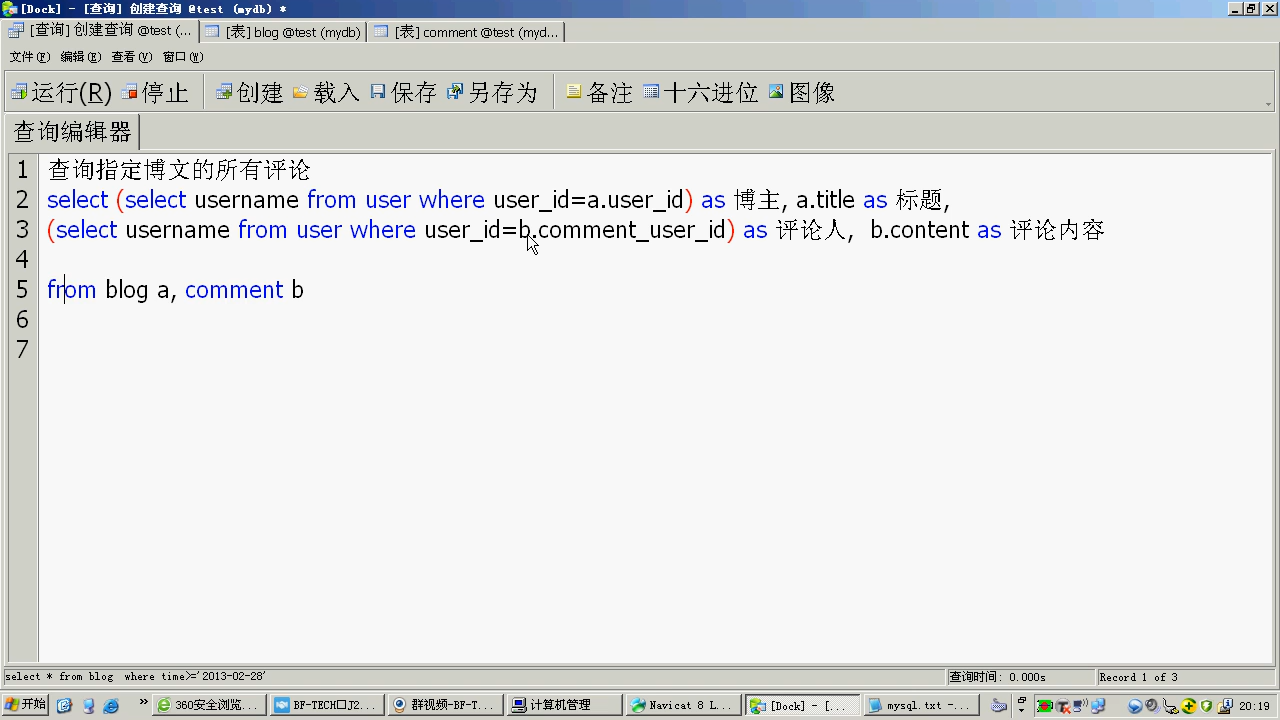 [Dock] - [查询] 创建查询 @test (mydb) *
[查询] 创建查询 @test (... [表] blog @test (mydb) [表] comment @test (myd...
文件(F) 编辑(E) 查看(V) 窗口(W)
运行(R) 停止 创建 载入 保存 另存为 备注 十六进位 图像
查询编辑器
1 查询指定博文的所有评论
2 select (select username from user where user_id=a.user_id) as 博主, a.title as 标题,
3 (select username from user where user_id=b.comment_user_id) as 评论人, b.content as 评论内容
4
5 from blog a, comment b
6
7
select * from blog where time>='2013-02-28' 查询时间: 0.000s Record 1 of 3
开始 » 360安全浏览... BF-TECH口J2... 群视频-BF-T... 计算机管理 Navicat 8 ... [Dock] - [... mysql.txt -... 20:19